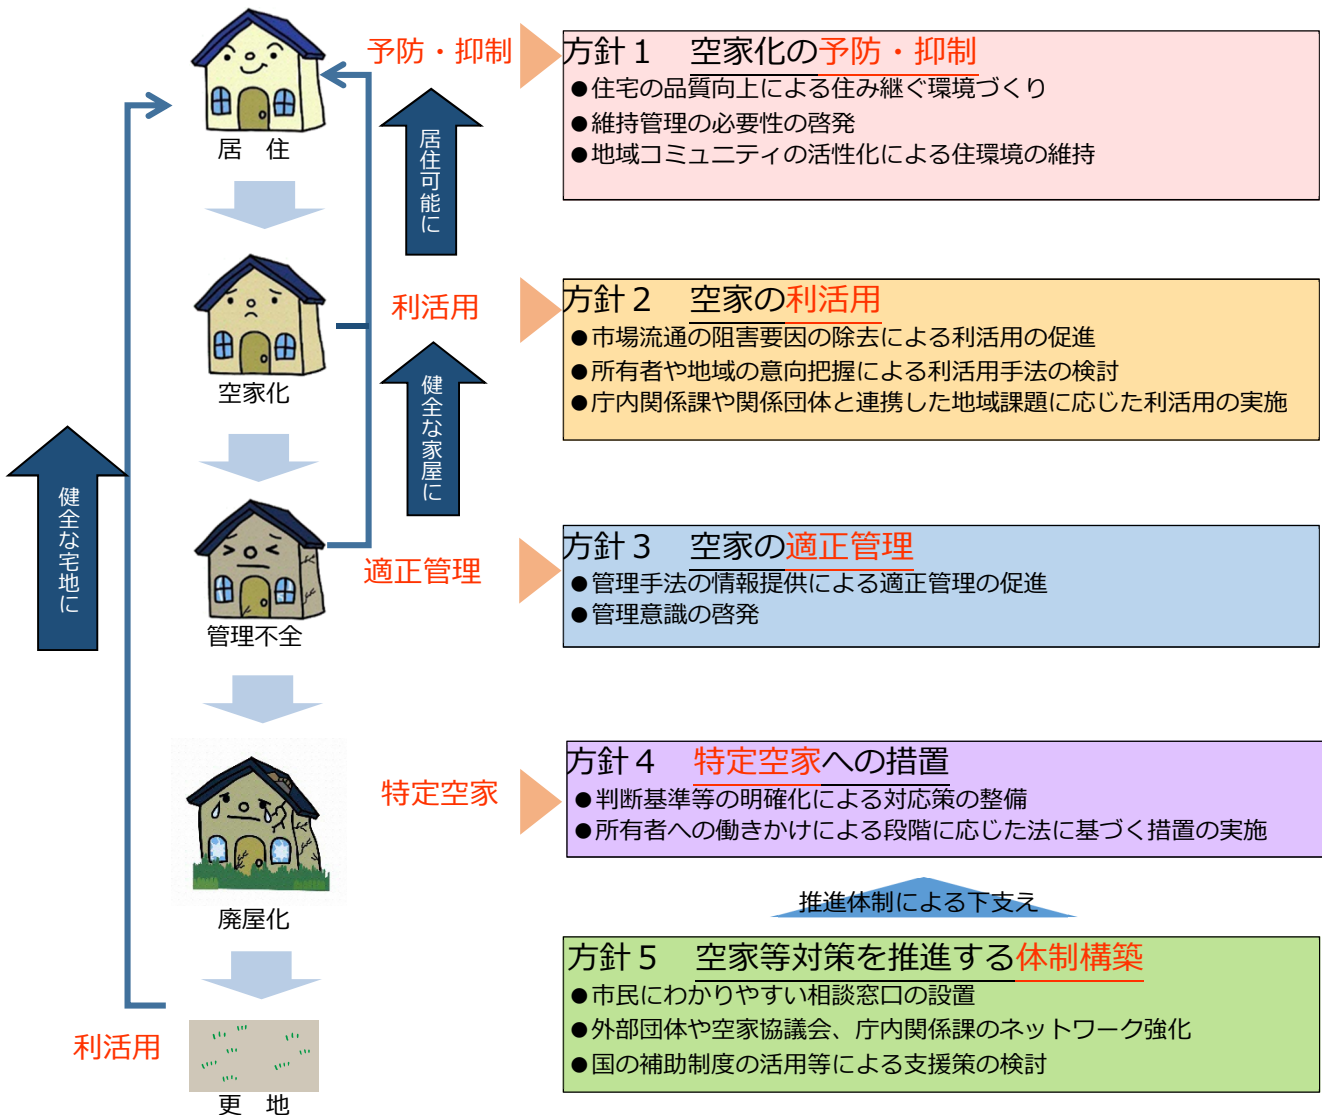 予防・抑制
方針１　空家化の予防・抑制
●住宅の品質向上による住み継ぐ環境づくり
●維持管理の必要性の啓発
●地域コミュニティの活性化による住環境の維持
居　住
居住可能に
利活用
方針２　空家の利活用
●市場流通の阻害要因の除去による利活用の促進
●所有者や地域の意向把握による利活用手法の検討
●庁内関係課や関係団体と連携した地域課題に応じた利活用の実施
空家化
健全な家屋に
健全な宅地に
適正管理
方針３　空家の適正管理
●管理手法の情報提供による適正管理の促進
●管理意識の啓発
管理不全
特定空家
方針４　特定空家への措置
●判断基準等の明確化による対応策の整備
●所有者への働きかけによる段階に応じた法に基づく措置の実施
廃屋化
推進体制による下支え
方針５　空家等対策を推進する体制構築
●市民にわかりやすい相談窓口の設置
●外部団体や空家協議会、庁内関係課のネットワーク強化
●国の補助制度の活用等による支援策の検討
利活用
更　地